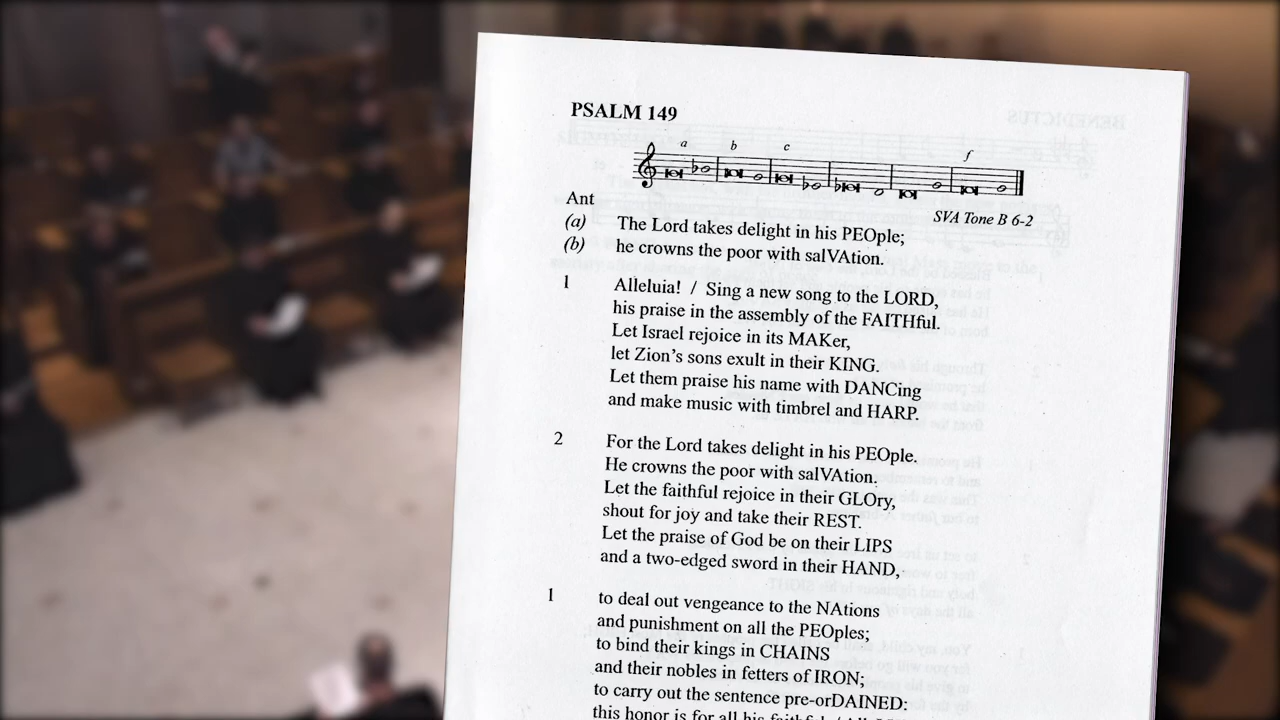 PSALM 149
a b c f
SVA Tone B 6-2
Ant
(a) The Lord takes delight in his PEOple;
(b) he crowns the poor with salVAtion.
1 Alleluia! / Sing a new song to the LORD,
his praise in the assembly of the FAITHful.
Let Israel rejoice in its MAKer,
let Zion’s sons exult in their KING.
Let them praise his name with DANCing
and make music with timbrel and HARP.
2 For the Lord takes delight in his PEOple.
He crowns the poor with salVAtion.
Let the faithful rejoice in their GLOry,
shout for joy and take their REST.
Let the praise of God be on their LIPS
and a two-edged sword in their HAND,
1 to deal out vengeance to the NAtions
and punishment on all the PEOples;
to bind their kings in CHAINS
and their nobles in fetters of IRON;
to carry out the sentence pre-orDAINED:
this honor is for all his faithful.
BENEDICTUS